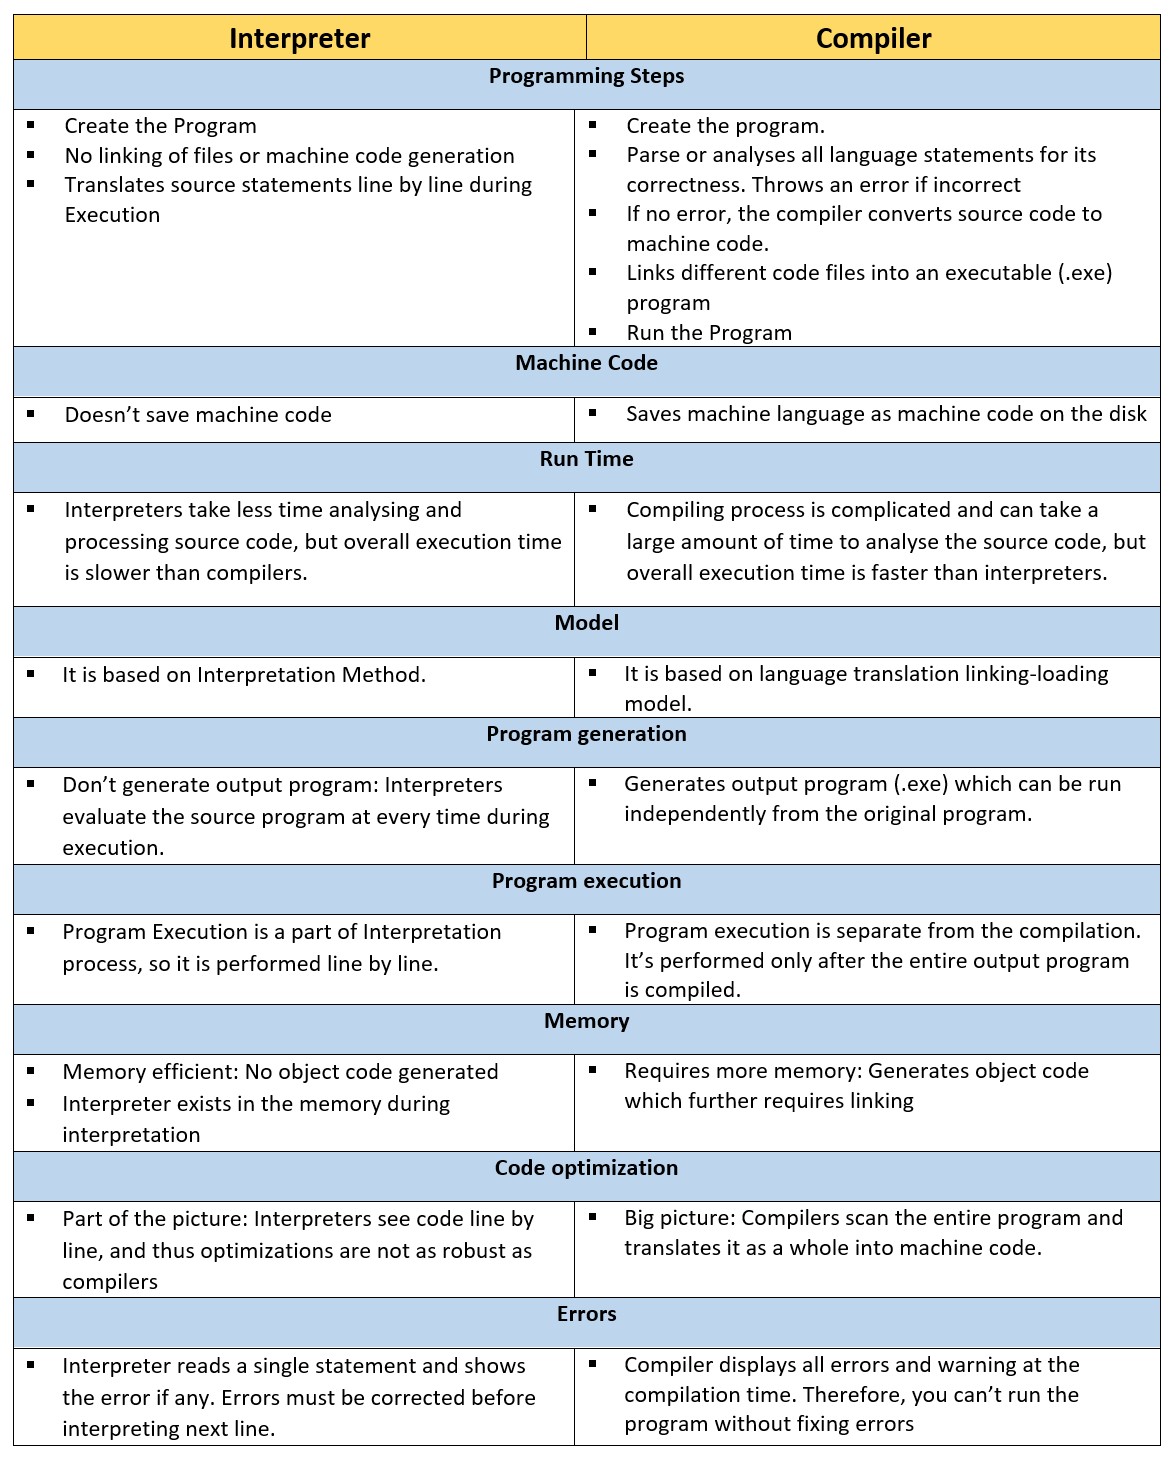 Interpreter
Compiler
Programming Steps
▪ Create the Program
▪ No linking of files or machine code generation
▪ Translates source statements line by line during
Execution
▪ Create the program.
▪ Parse or analyses all language statements for its
correctness. Throws an error if incorrect
▪ If no error, the compiler converts source code to
machine code.
▪ Links different code files into an executable (.exe)
program
▪ Run the Program
Machine Code
▪ Doesn’t save machine code
▪ Saves machine language as machine code on the disk
Run Time
▪ Interpreters take less time analysing and
processing source code, but overall execution time
is slower than compilers.
▪ Compiling process is complicated and can take a
large amount of time to analyse the source code, but
overall execution time is faster than interpreters.
Model
▪ It is based on Interpretation Method.
▪ It is based on language translation linking-loading
model.
Program generation
▪ Don’t generate output program: Interpreters
evaluate the source program at every time during
execution.
▪ Generates output program (.exe) which can be run
independently from the original program.
Program execution
▪ Program Execution is a part of Interpretation
process, so it is performed line by line.
▪ Program execution is separate from the compilation.
It’s performed only after the entire output program
is compiled.
Memory
▪ Memory efficient: No object code generated
▪ Interpreter exists in the memory during
interpretation
▪ Requires more memory: Generates object code
which further requires linking
Code optimization
▪ Part of the picture: Interpreters see code line by
line, and thus optimizations are not as robust as
compilers
▪ Big picture: Compilers scan the entire program and
translates it as a whole into machine code.
Errors
▪ Interpreter reads a single statement and shows
the error if any. Errors must be corrected before
interpreting next line.
▪ Compiler displays all errors and warning at the
compilation time. Therefore, you can’t run the
program without fixing errors